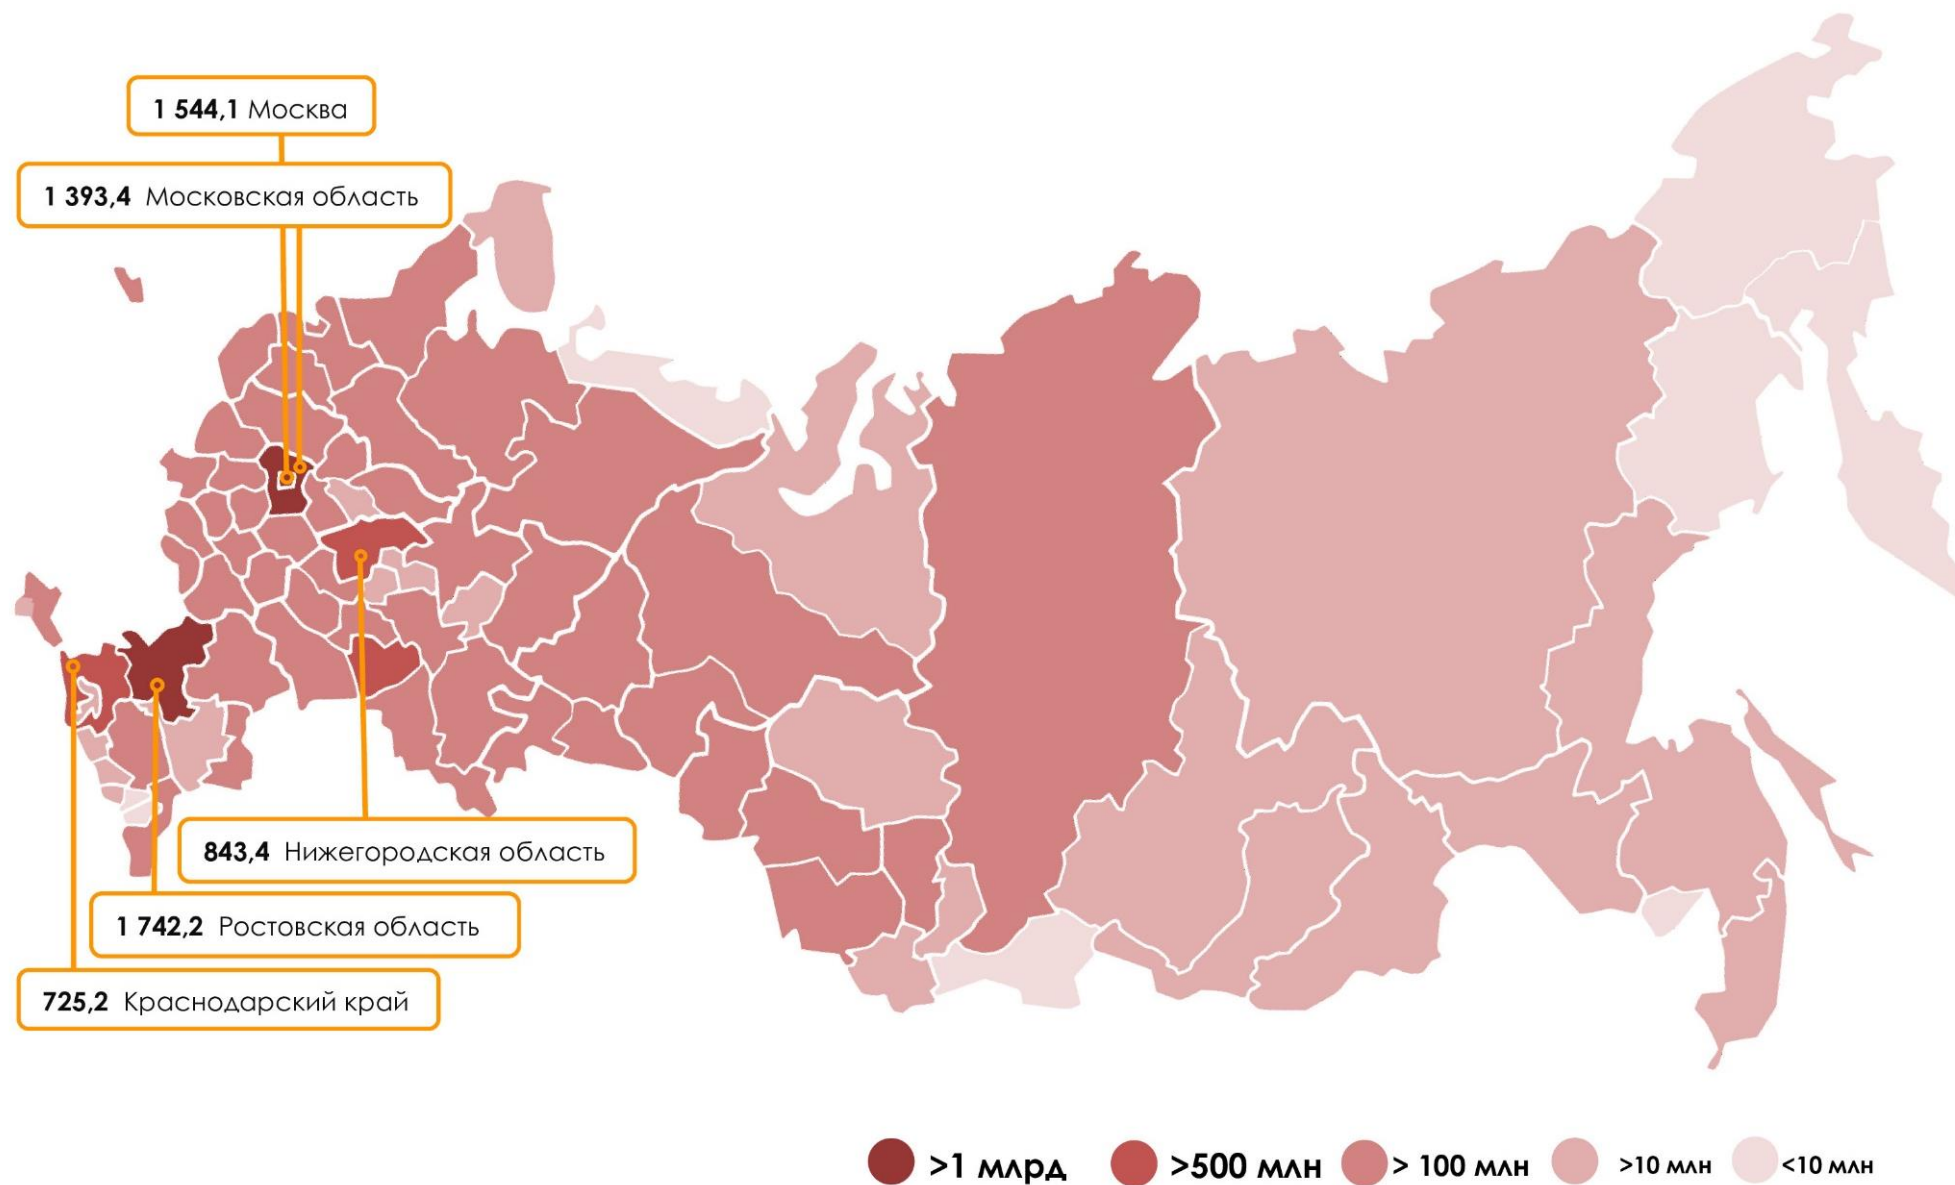 1 544,1 Москва
1 393,4 Московская область
843,4 Нижегородская область
1 742,2 Ростовская область
725,2 Краснодарский край
>1 млрд
>500 млн
> 100 млн
>10 млн
<10 млн